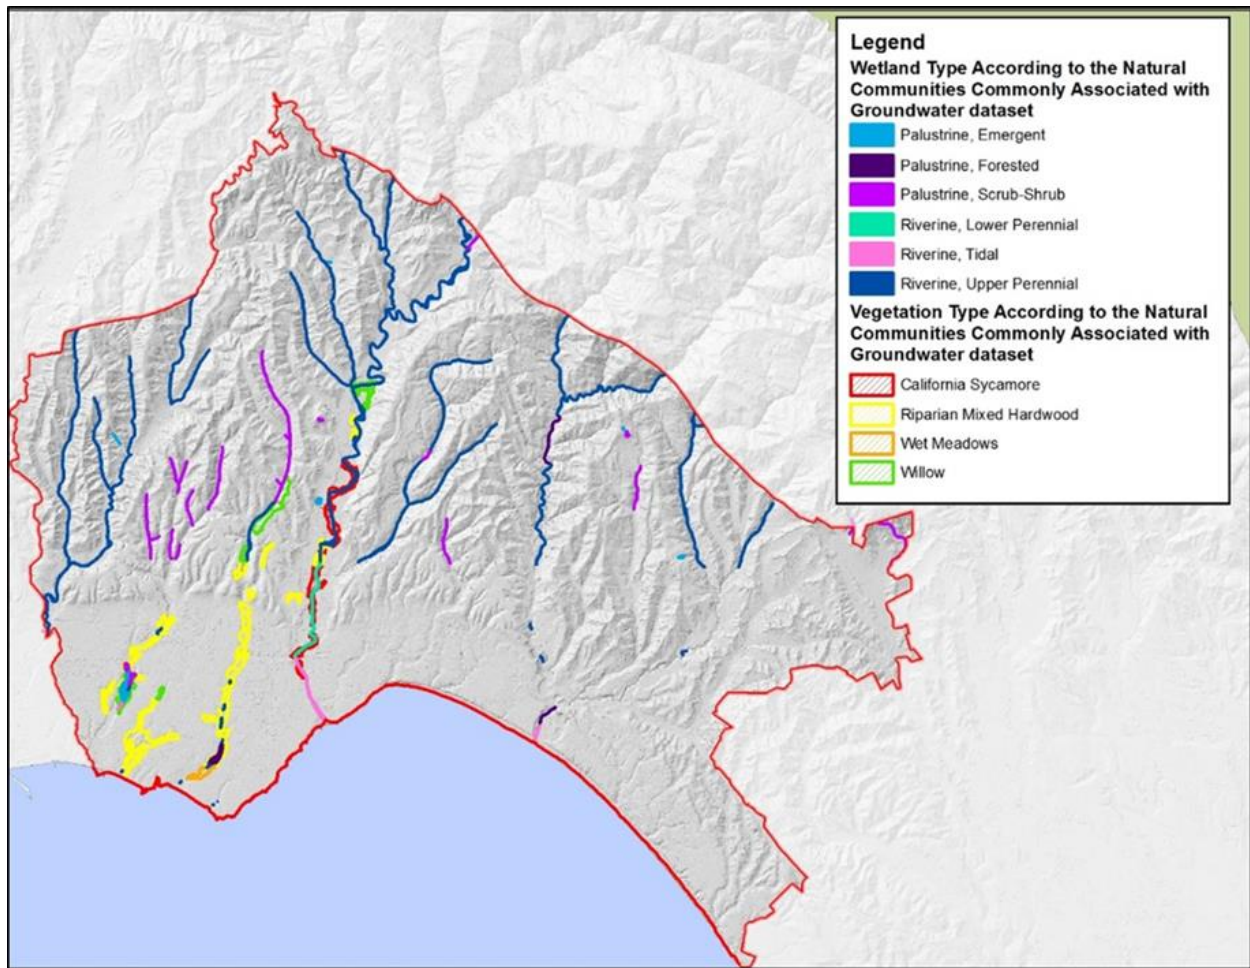 Legend
Wetland Type According to the Natural
Communities Commonly Associated with
Groundwater dataset
Palustrine, Emergent
Palustrine, Forested
Palustrine, Scrub-Shrub
Riverine, Lower Perennial
Riverine, Tidal
Riverine, Upper Perennial
Vegetation Type According to the Natural
Communities Commonly Associated with
Groundwater dataset
California Sycamore
Riparian Mixed Hardwood
Wet Meadows
Willow